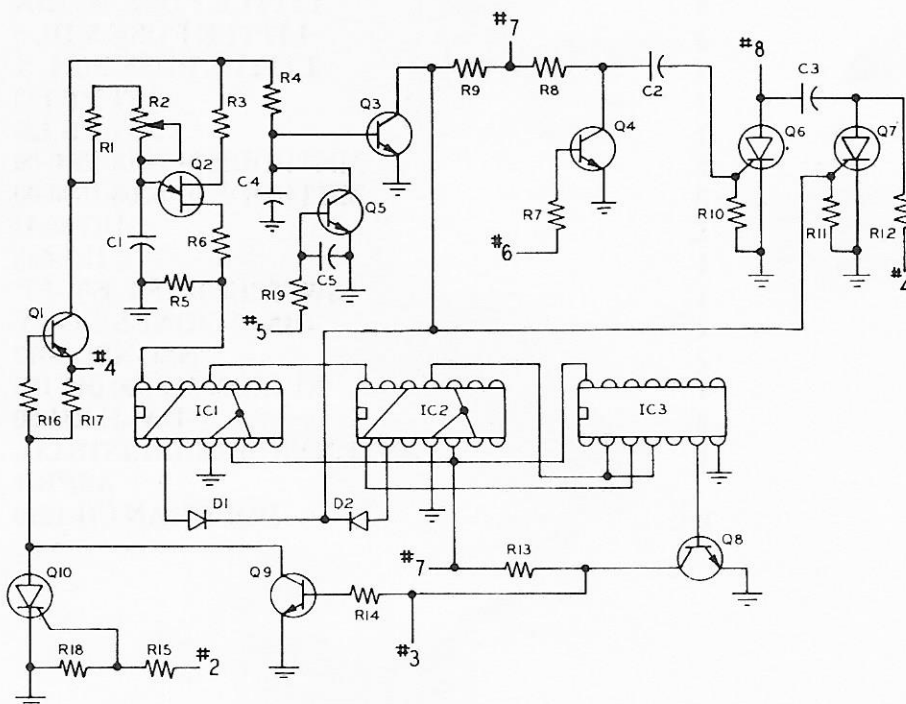 #7
#8
R4
C3
R9
R8
C2
R2
R3
Q3
Q4
Q6
Q7
R1
Q2
C4
Q5
R7
R10
R11
R12
C1
R6
C5
#6
#4
R5
R19
#5
Q1
#4
IC1
IC2
IC3
R16
R17
D1
D2
Q8
#7
R13
Q10
Q9
R14
#3
R18
R15
#2